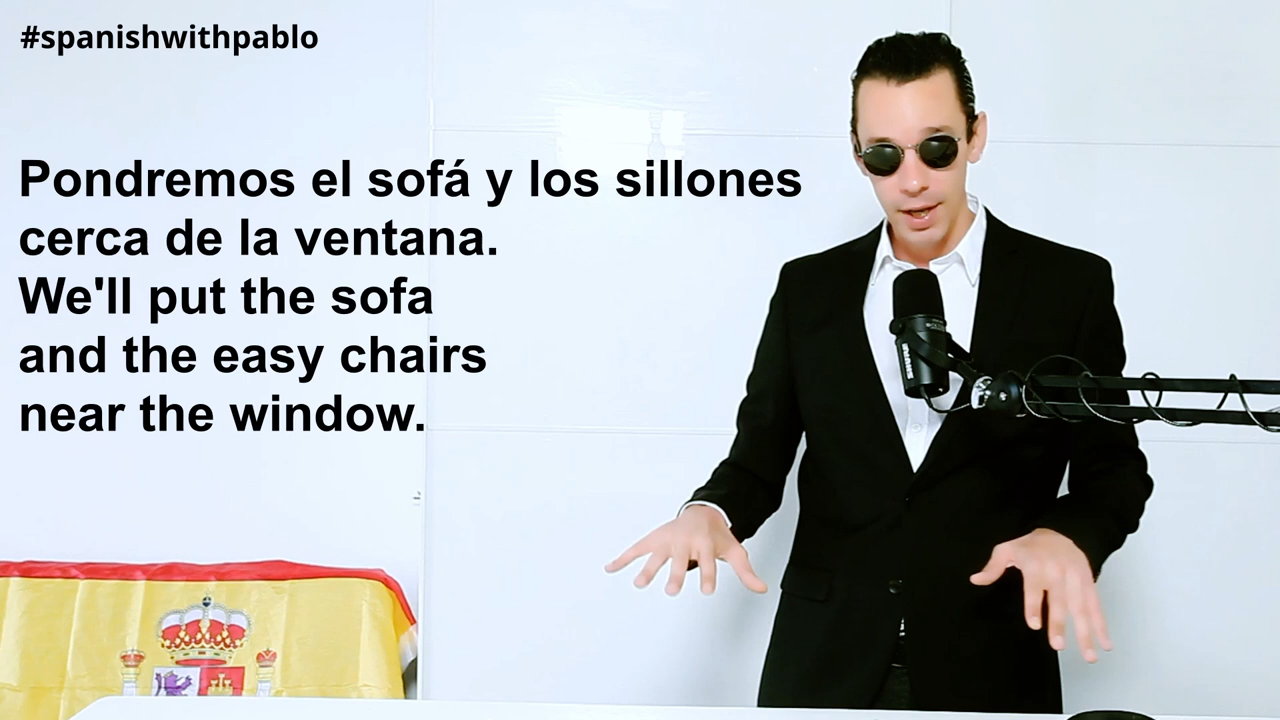 #spanishwithpablo
Pondremos el sofá y los sillones
cerca de la ventana.
We'll put the sofa
and the easy chairs
near the window.
SHURE